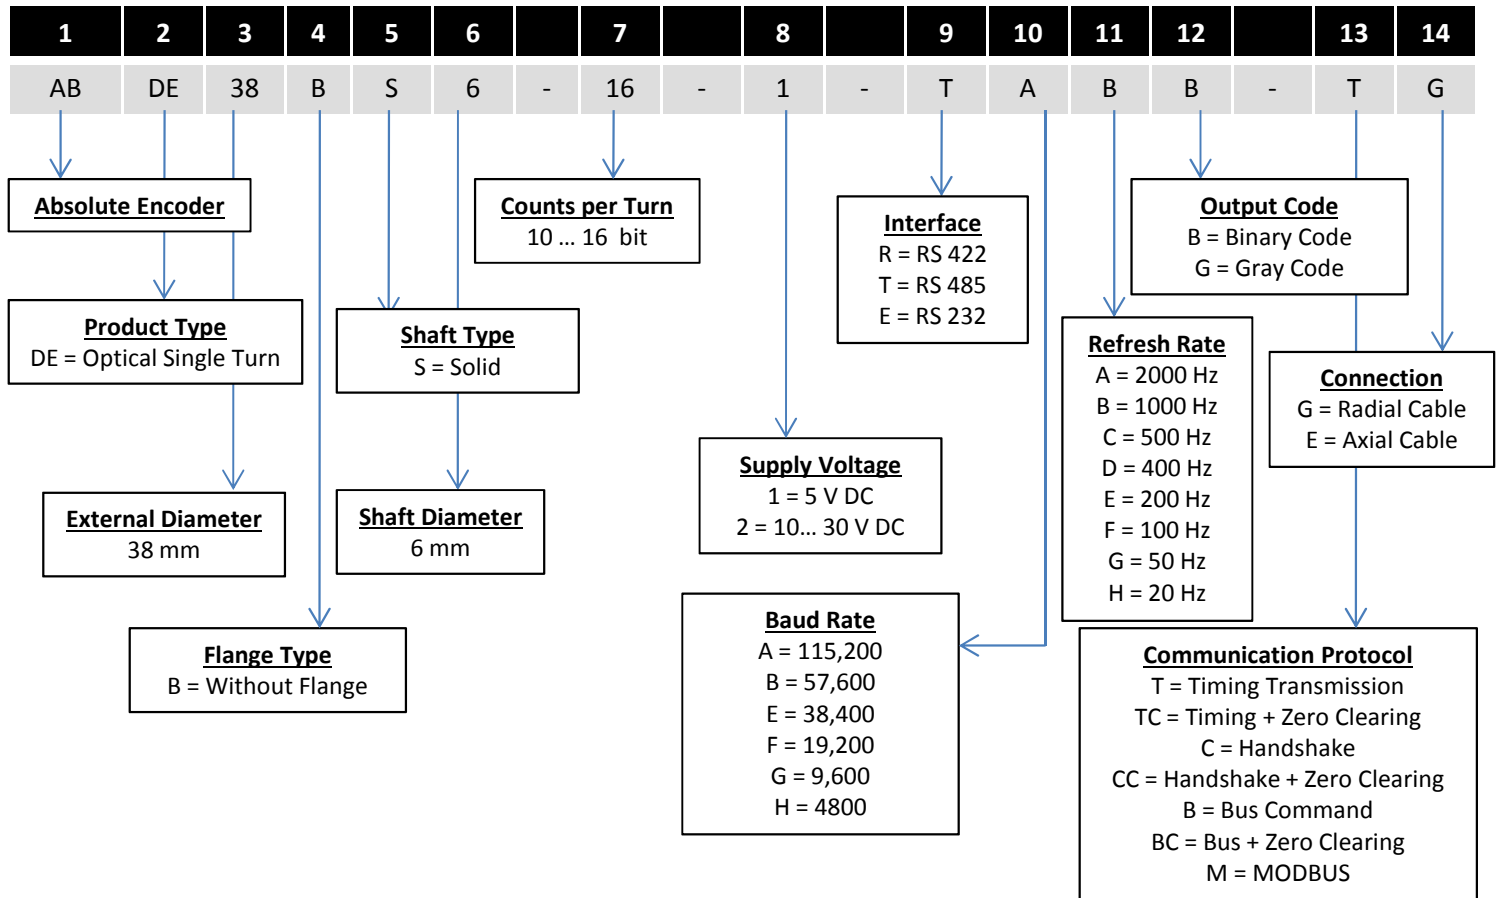 1 2 3 4 5 6 7 8 9 10 11 12 13 14
AB DE 38 B S 6 - 16 - 1 - T A B B - T G
Absolute Encoder
Counts per Turn
10 ... 16 bit
Interface
R = RS 422
T = RS 485
E = RS 232
Output Code
B = Binary Code
G = Gray Code
Product Type
DE = Optical Single Turn
Shaft Type
S = Solid
Refresh Rate
A = 2000 Hz
B = 1000 Hz
C = 500 Hz
D = 400 Hz
E = 200 Hz
F = 100 Hz
G = 50 Hz
H = 20 Hz
Connection
G = Radial Cable
E = Axial Cable
Supply Voltage
1 = 5 V DC
2 = 10... 30 V DC
External Diameter
38 mm
Shaft Diameter
6 mm
Baud Rate
A = 115,200
B = 57,600
E = 38,400
F = 19,200
G = 9,600
H = 4800
Flange Type
B = Without Flange
Communication Protocol
T = Timing Transmission
TC = Timing + Zero Clearing
C = Handshake
CC = Handshake + Zero Clearing
B = Bus Command
BC = Bus + Zero Clearing
M = MODBUS